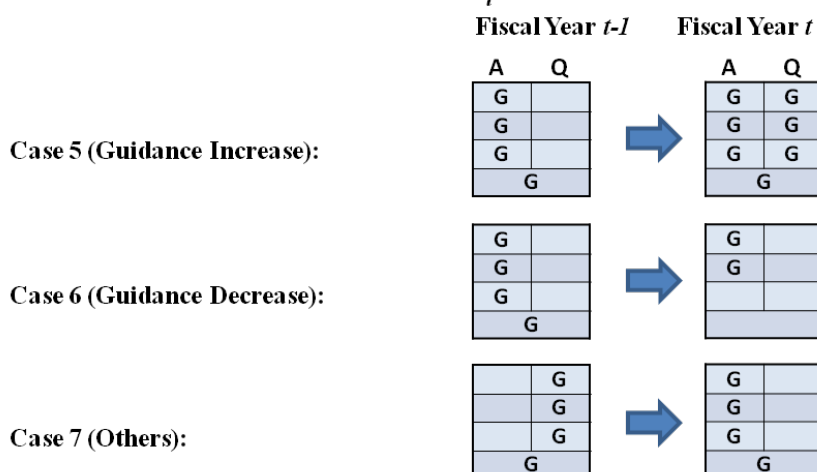 t
Fiscal Year t-1 Fiscal Year t
A Q A Q
G G G
G G G
Case 5 (Guidance Increase):
G G G
G G
G G
G G
Case 6 (Guidance Decrease):
G
G
G G
G G
Case 7 (Others):
G G
G G